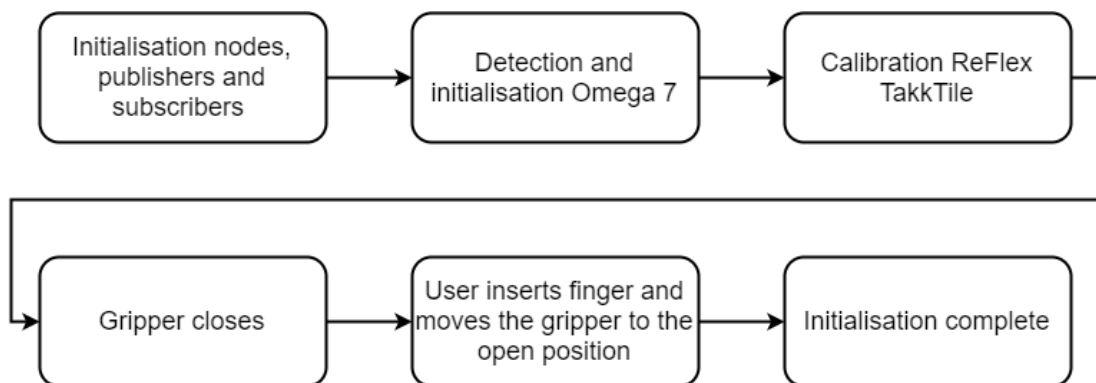 Initialisation nodes,
publishers and
subscribers
Detection and
initialisation Omega 7
Calibration ReFlex
TakkTile
Gripper closes
User inserts finger and
moves the gripper to the
open position
Initialisation complete